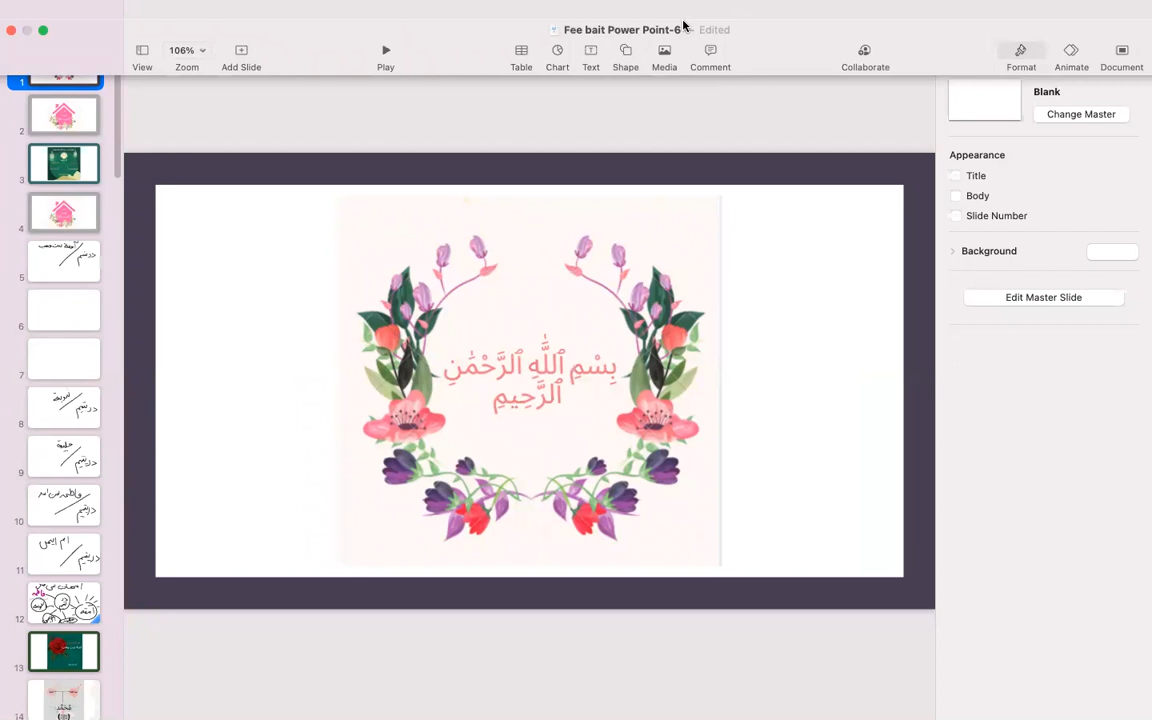 Fee bait Power Point-6 — Edited
106%
View
Zoom
Add Slide
Play
Table
Chart
Text
Shape
Media
Comment
Collaborate
Format
Animate
Document
1
2
3
4
5
6
7
8
9
10
11
12
13
14
بِسْمِ ٱللَّهِ ٱلرَّحْمَٰنِ
ٱلرَّحِيمِ
Blank
Change Master
Appearance
Title
Body
Slide Number
Background
Edit Master Slide